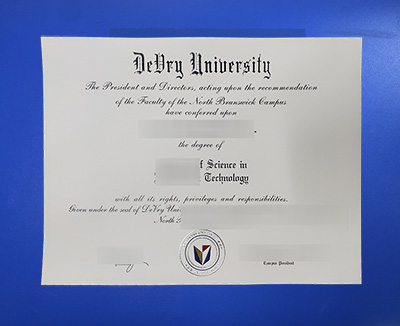 DeVry University
The President and Directors, acting upon the recommendation
of the Faculty of the North Brunswick Campus
have conferred upon
the degree of
f Science in
Technology
with all its rights, privileges and responsibilities.
Given under the seal of DeVry Uni
North
Campus President